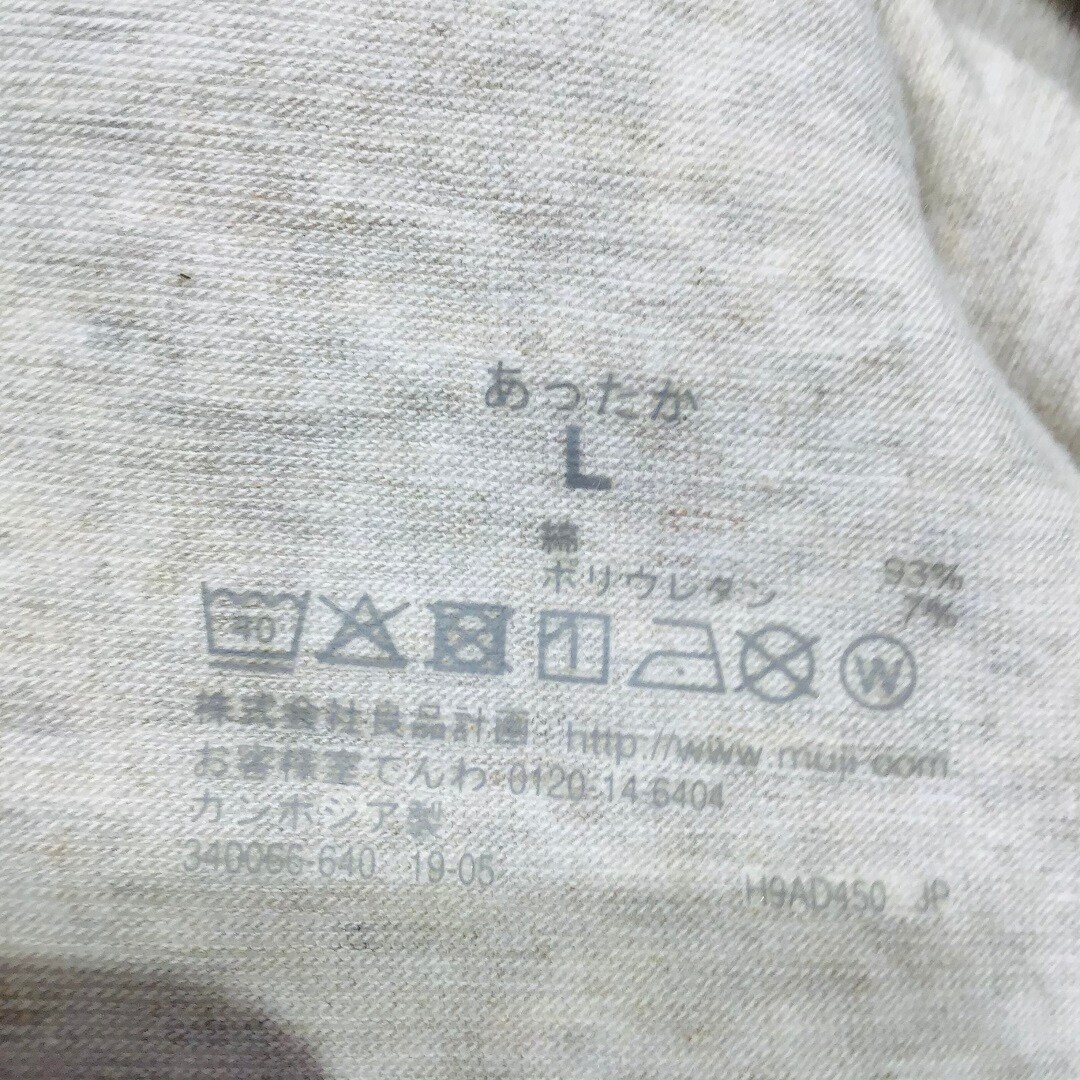 あったか
L
綿 93%
ポリウレタン 7%
40 W
株式会社良品計画 http://www.muji.com
お客様室でんわ 0120-14-6404
カンボジア製
340066-640 19-05 H9AD450 JP